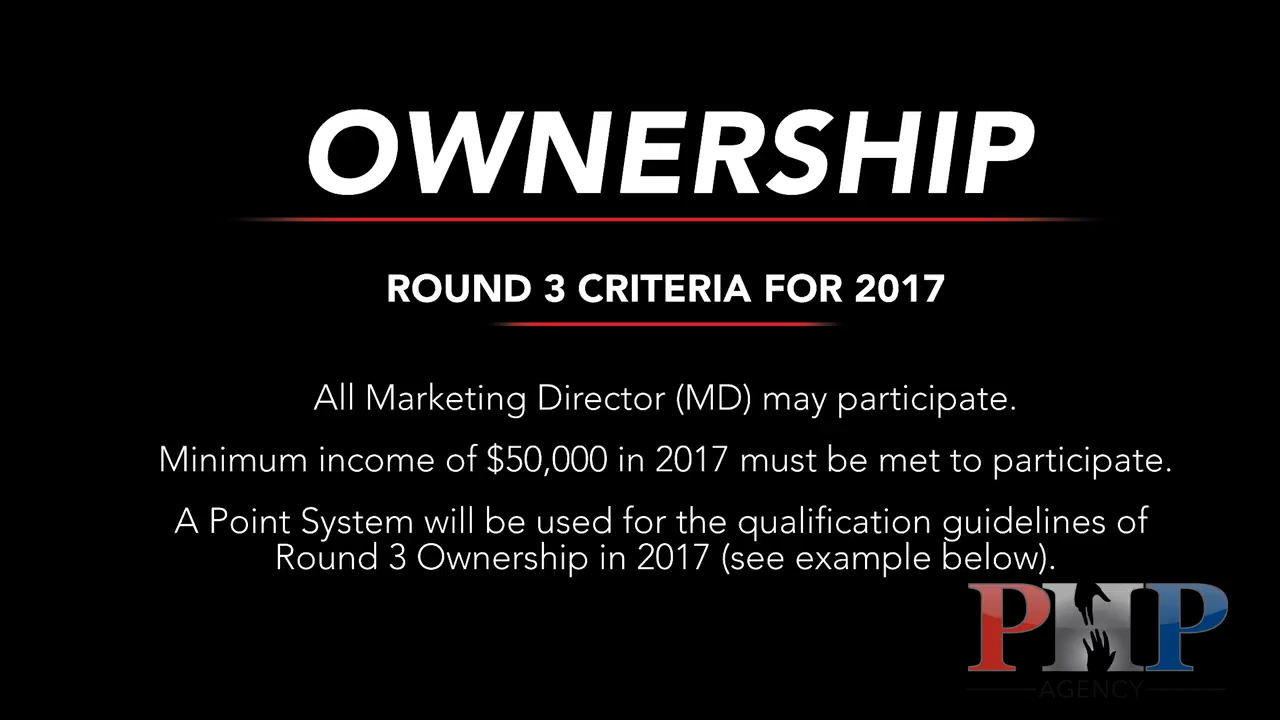 OWNERSHIP
ROUND 3 CRITERIA FOR 2017
All Marketing Director (MD) may participate.
Minimum income of $50,000 in 2017 must be met to participate.
A Point System will be used for the qualification guidelines of
Round 3 Ownership in 2017 (see example below).
PHP
AGENCY